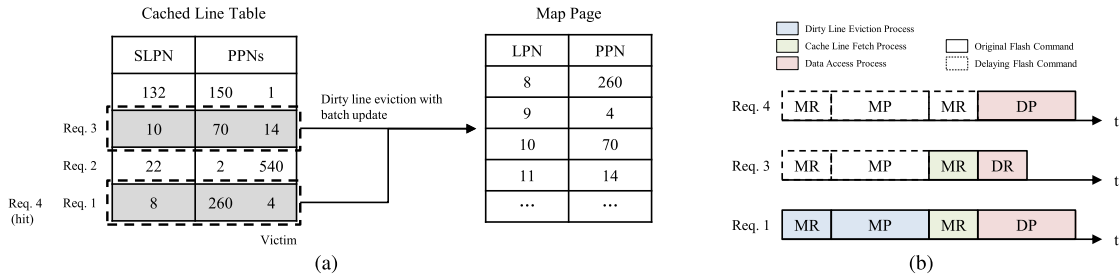 Cached Line Table
SLPN PPNs
132 150 1
Req. 3 10 70 14
Req. 2 22 2 540
Req. 4
(hit)
Req. 1 8 260 4
Victim
Dirty line eviction with
batch update
Map Page
LPN PPN
8 260
9 4
10 70
11 14
... ...
(a)
Dirty Line Eviction Process
Cache Line Fetch Process
Data Access Process
Original Flash Command
Delaying Flash Command
Req. 4 MR MP MR DP t
Req. 3 MR MP MR DR t
Req. 1 MR MP MR DP t
(b)